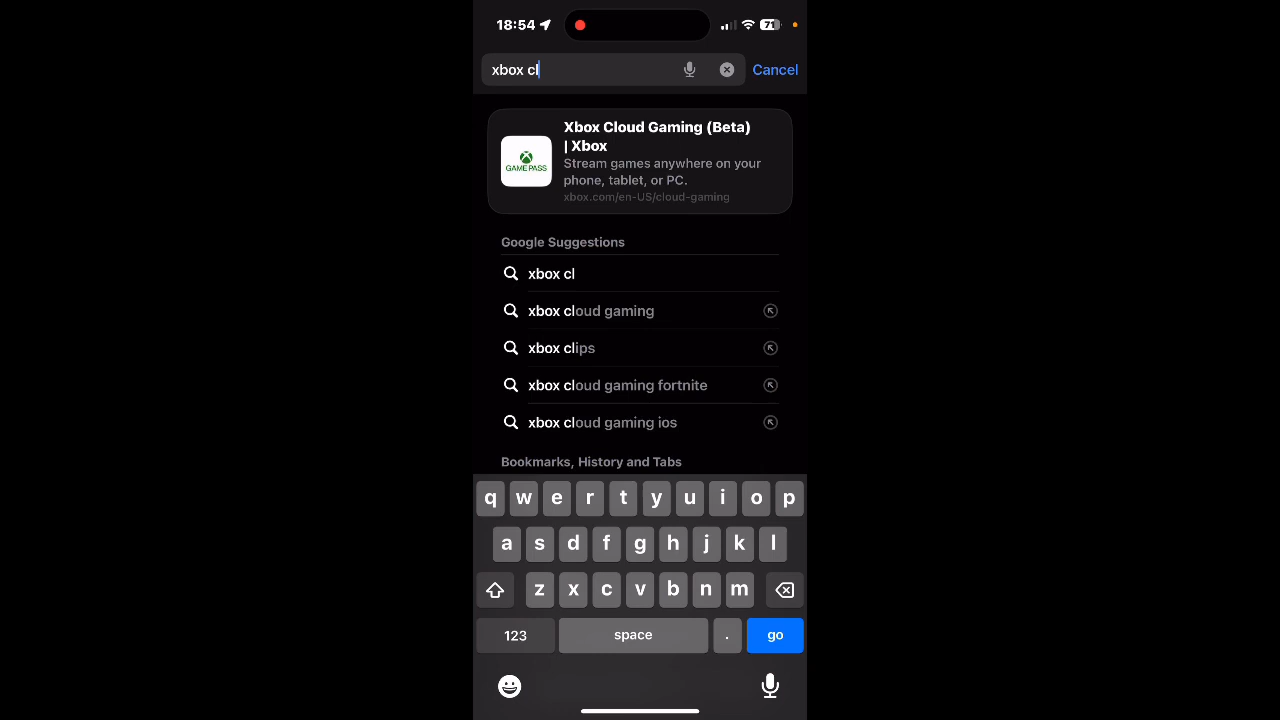 18:54
71
xbox cl
Cancel
Xbox Cloud Gaming (Beta)
| Xbox
GAME PASS
Stream games anywhere on your
phone, tablet, or PC.
xbox.com/en-US/cloud-gaming
Google Suggestions
xbox cl
xbox cloud gaming
xbox clips
xbox cloud gaming fortnite
xbox cloud gaming ios
Bookmarks, History and Tabs
q w e r t y u i o p
a s d f g h j k l
z x c v b n m
123 space . go